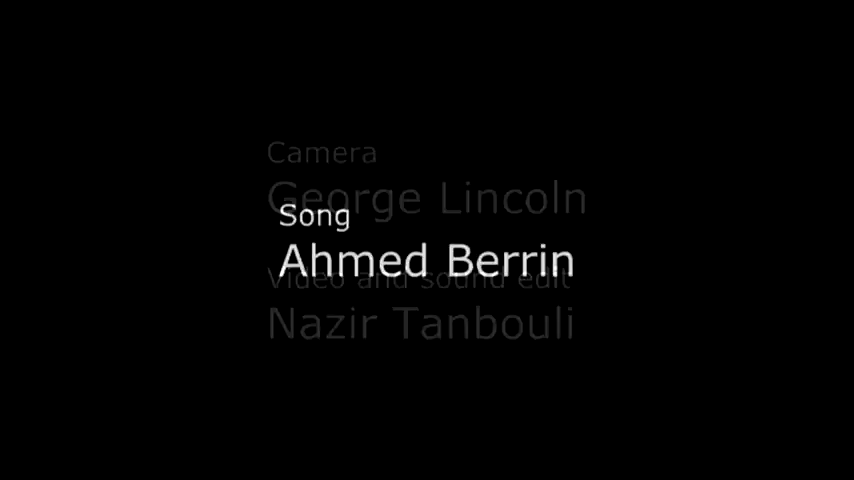 Camera
George Lincoln
Song
Ahmed Berrin
Video and sound edit
Nazir Tanbouli